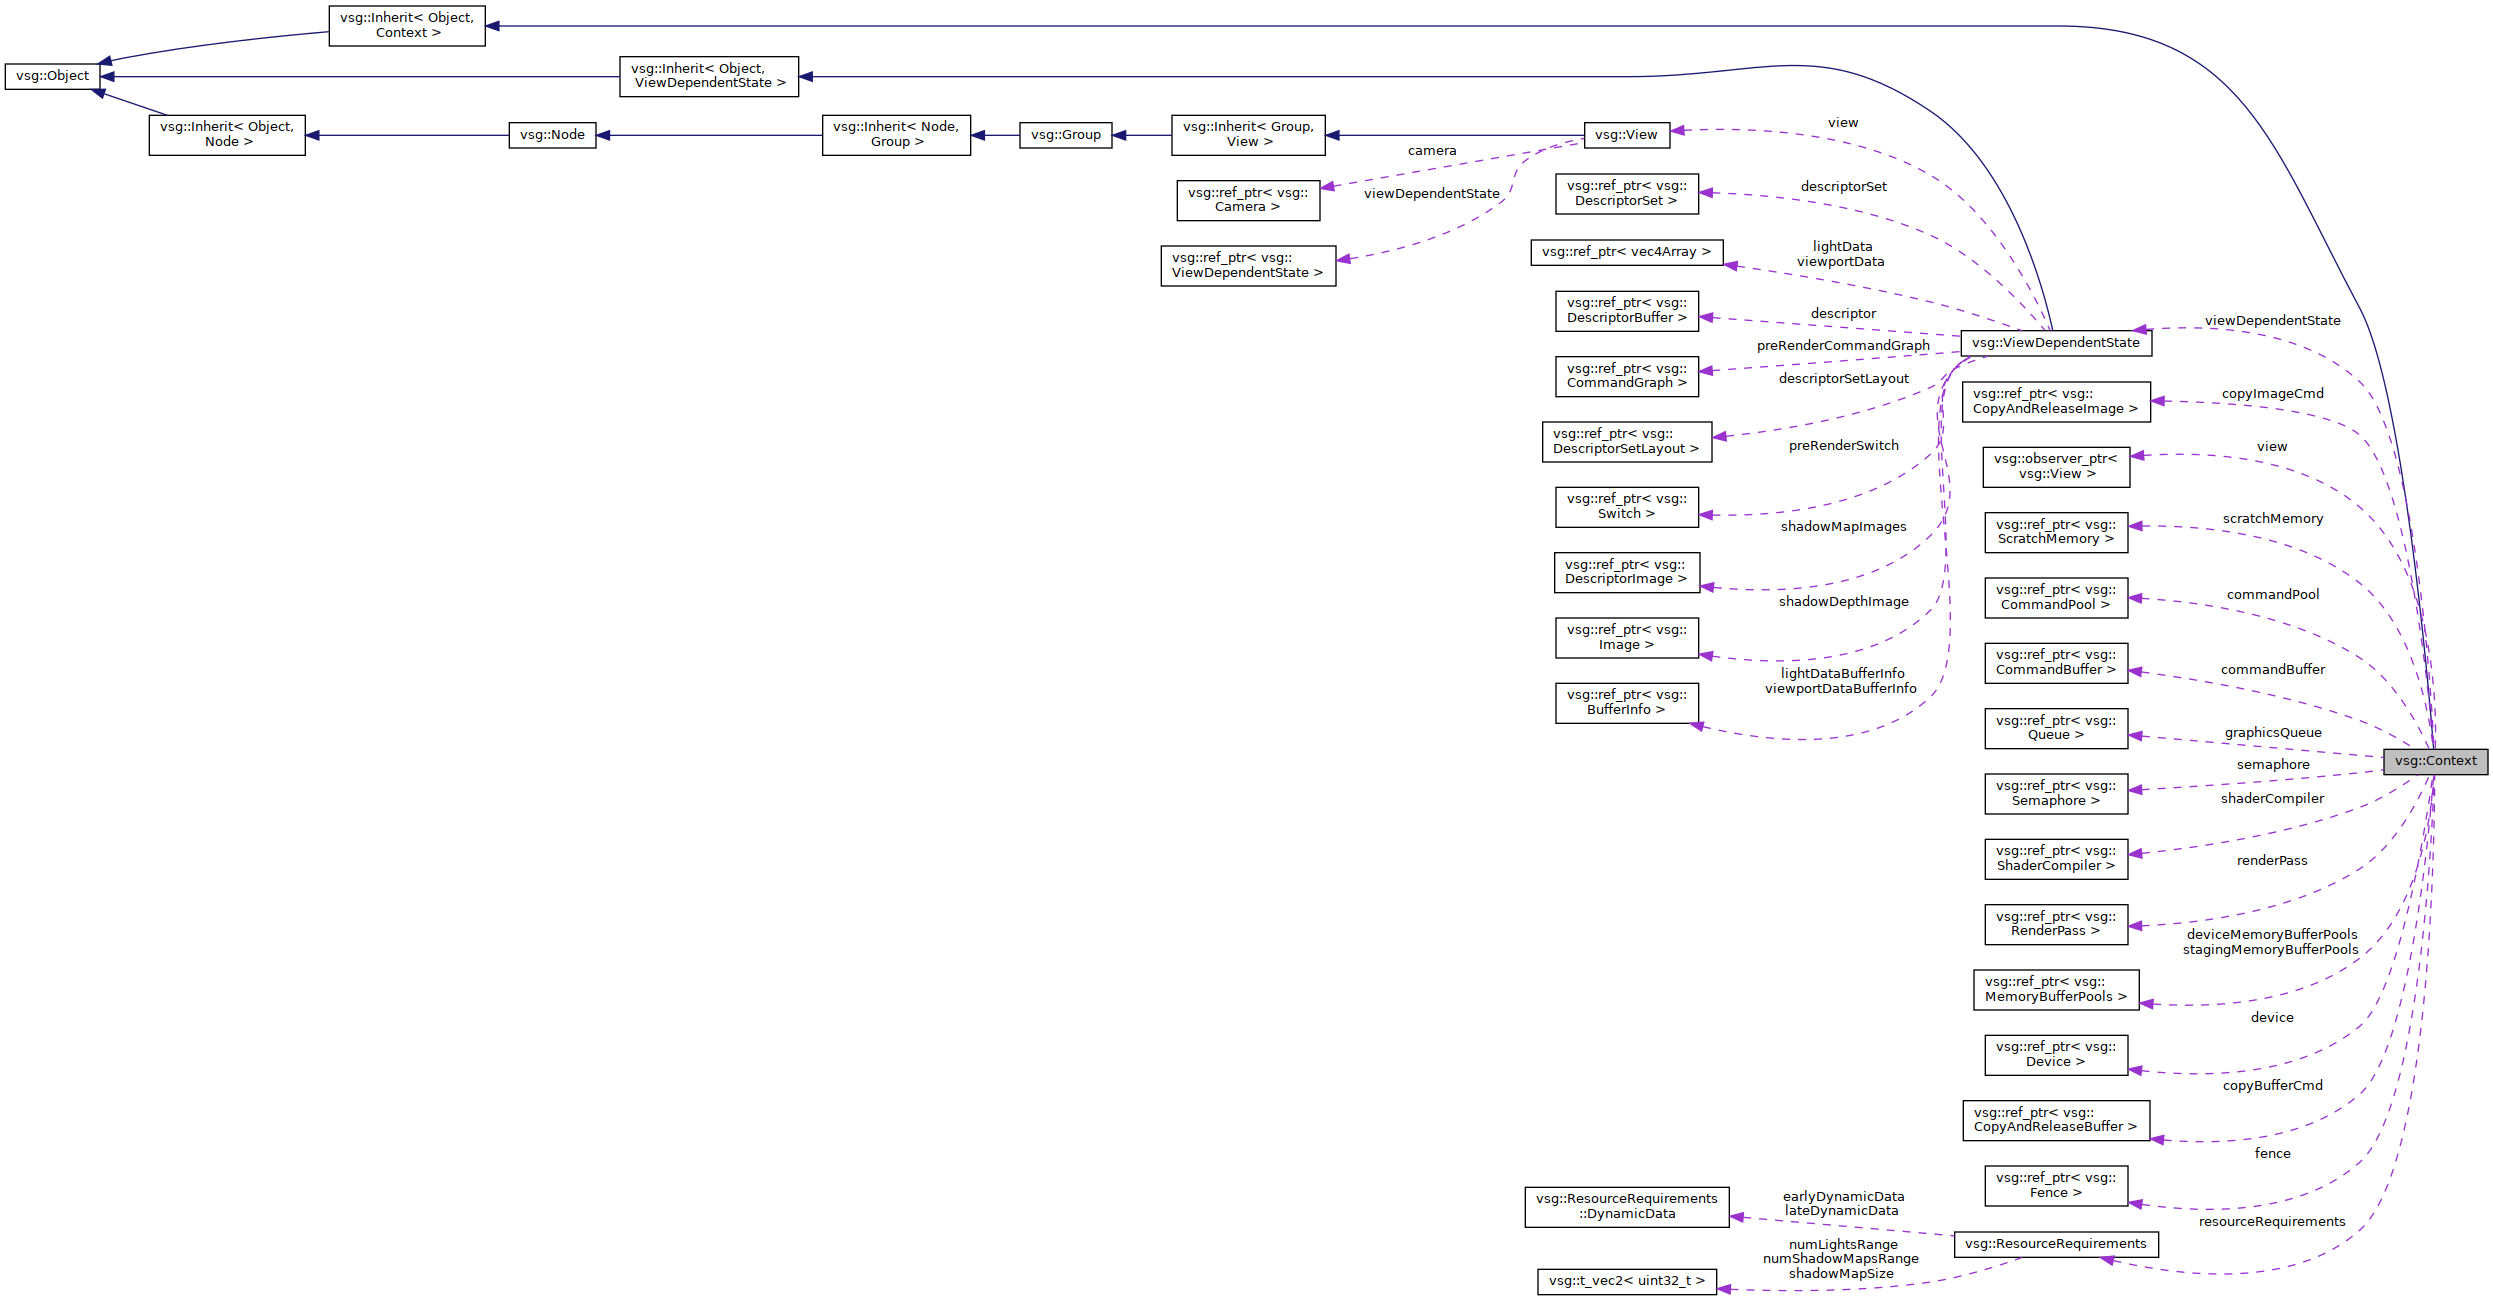 vsg::Inherit< Object,
Context >
vsg::Object
vsg::Inherit< Object,
ViewDependentState >
vsg::Inherit< Object,
Node >
vsg::Node
vsg::Inherit< Node,
Group >
vsg::Group
vsg::Inherit< Group,
View >
vsg::View
view
camera
vsg::ref_ptr< vsg::
Camera >
viewDependentState
vsg::ref_ptr< vsg::
ViewDependentState >
vsg::ref_ptr< vsg::
DescriptorSet >
descriptorSet
vsg::ref_ptr< vec4Array >
lightData
viewportData
vsg::ref_ptr< vsg::
DescriptorBuffer >
descriptor
vsg::ref_ptr< vsg::
CommandGraph >
preRenderCommandGraph
vsg::ref_ptr< vsg::
DescriptorSetLayout >
descriptorSetLayout
vsg::ref_ptr< vsg::
Switch >
preRenderSwitch
vsg::ref_ptr< vsg::
DescriptorImage >
shadowMapImages
vsg::ref_ptr< vsg::
Image >
shadowDepthImage
vsg::ref_ptr< vsg::
BufferInfo >
lightDataBufferInfo
viewportDataBufferInfo
vsg::ViewDependentState
viewDependentState
vsg::ref_ptr< vsg::
CopyAndReleaseImage >
copyImageCmd
vsg::observer_ptr<
vsg::View >
view
vsg::ref_ptr< vsg::
ScratchMemory >
scratchMemory
vsg::ref_ptr< vsg::
CommandPool >
commandPool
vsg::ref_ptr< vsg::
CommandBuffer >
commandBuffer
vsg::ref_ptr< vsg::
Queue >
graphicsQueue
vsg::Context
vsg::ref_ptr< vsg::
Semaphore >
semaphore
vsg::ref_ptr< vsg::
ShaderCompiler >
shaderCompiler
vsg::ref_ptr< vsg::
RenderPass >
renderPass
vsg::ref_ptr< vsg::
MemoryBufferPools >
deviceMemoryBufferPools
stagingMemoryBufferPools
vsg::ref_ptr< vsg::
Device >
device
vsg::ref_ptr< vsg::
CopyAndReleaseBuffer >
copyBufferCmd
vsg::ref_ptr< vsg::
Fence >
fence
vsg::ResourceRequirements
::DynamicData
earlyDynamicData
lateDynamicData
vsg::ResourceRequirements
resourceRequirements
vsg::t_vec2< uint32_t >
numLightsRange
numShadowMapsRange
shadowMapSize